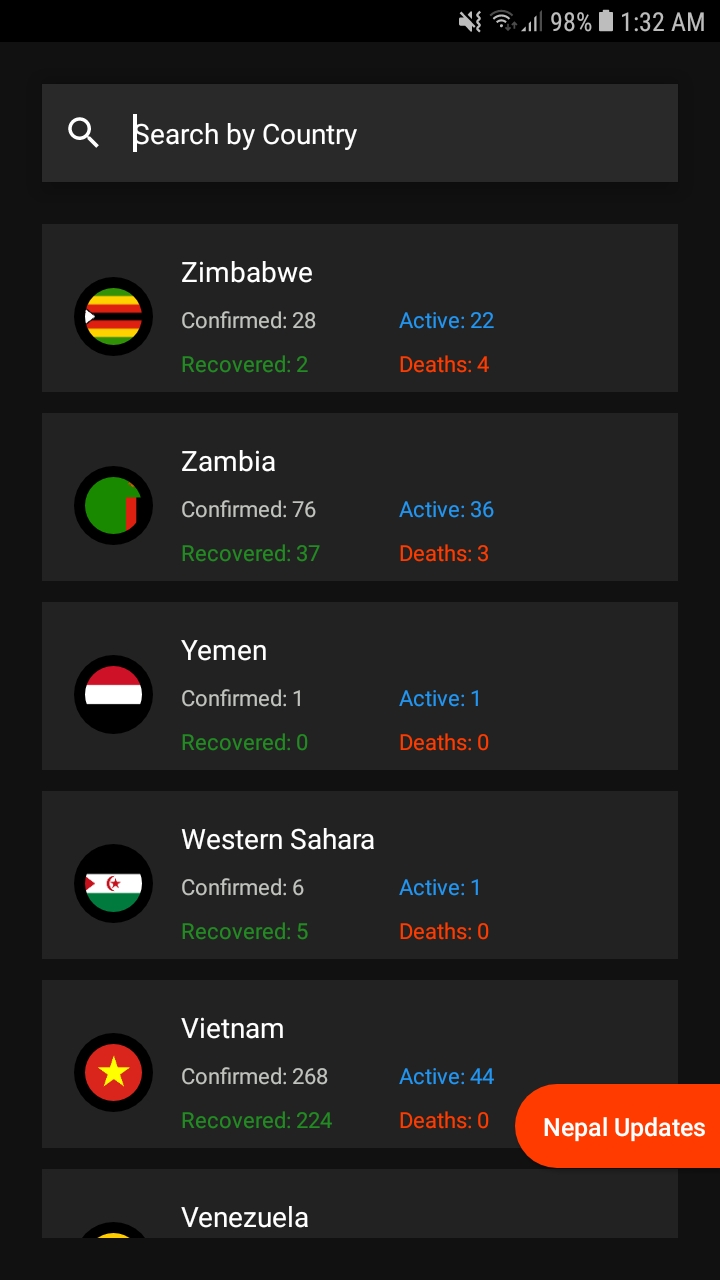 98% 1:32 AM
Search by Country
Zimbabwe
Confirmed: 28 Active: 22
Recovered: 2 Deaths: 4
Zambia
Confirmed: 76 Active: 36
Recovered: 37 Deaths: 3
Yemen
Confirmed: 1 Active: 1
Recovered: 0 Deaths: 0
Western Sahara
Confirmed: 6 Active: 1
Recovered: 5 Deaths: 0
Vietnam
Confirmed: 268 Active: 44
Recovered: 224 Deaths: 0
Nepal Updates
Venezuela